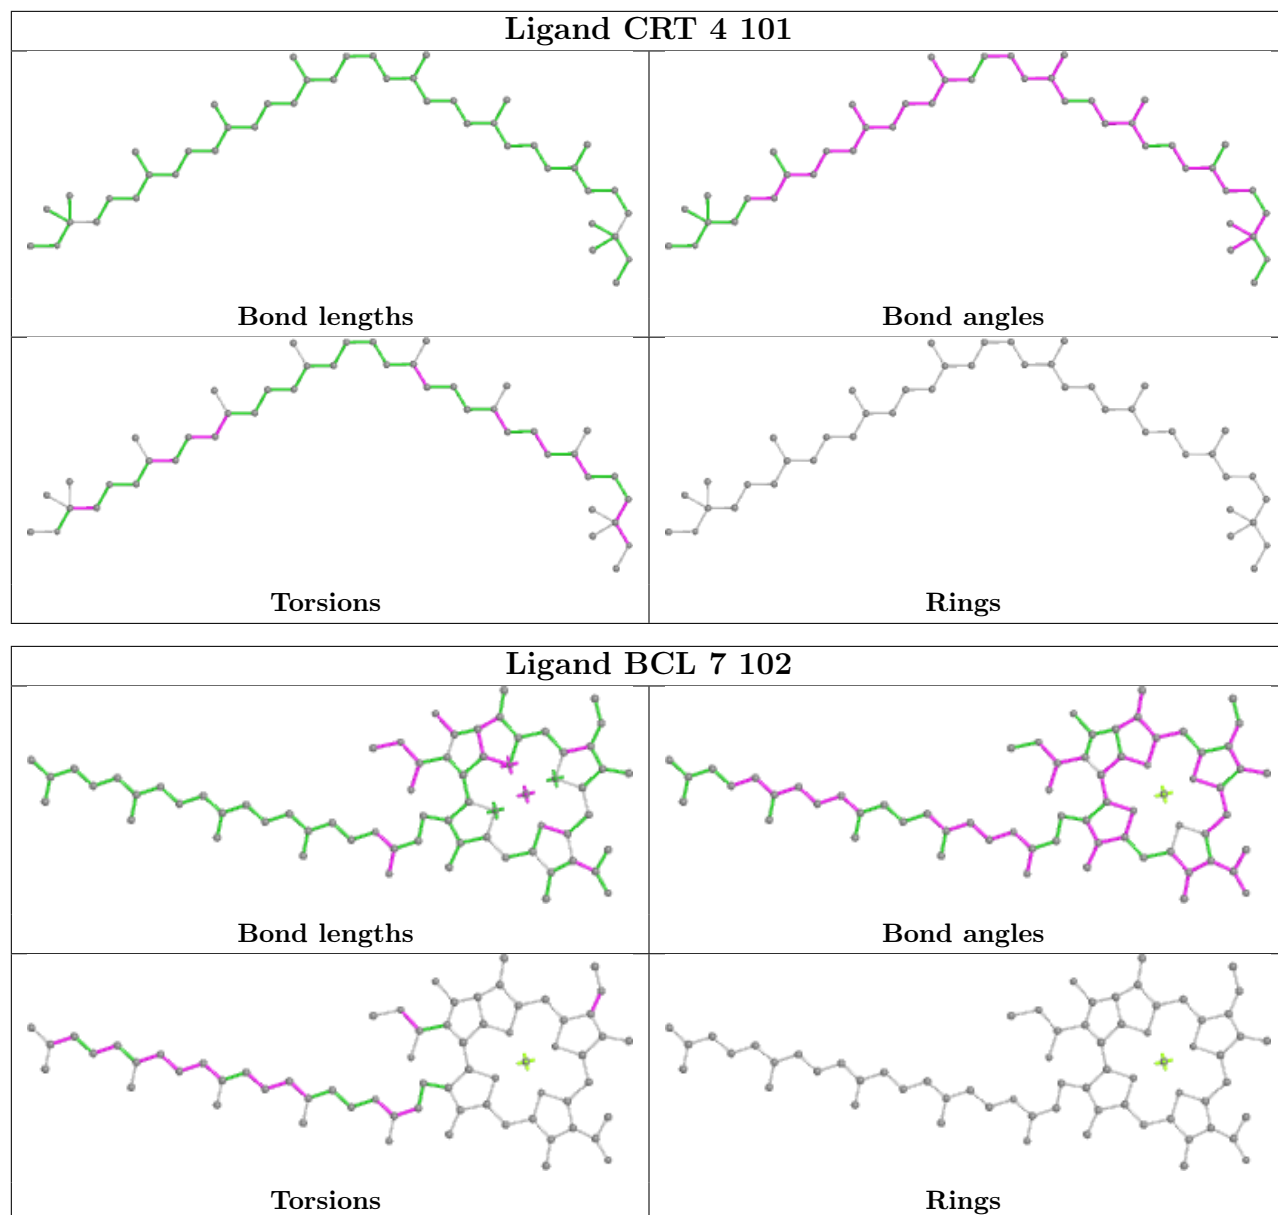 Ligand CRT 4 101
Bond lengths
Bond angles
Torsions
Rings
Ligand BCL 7 102
Bond lengths
Bond angles
Torsions
Rings